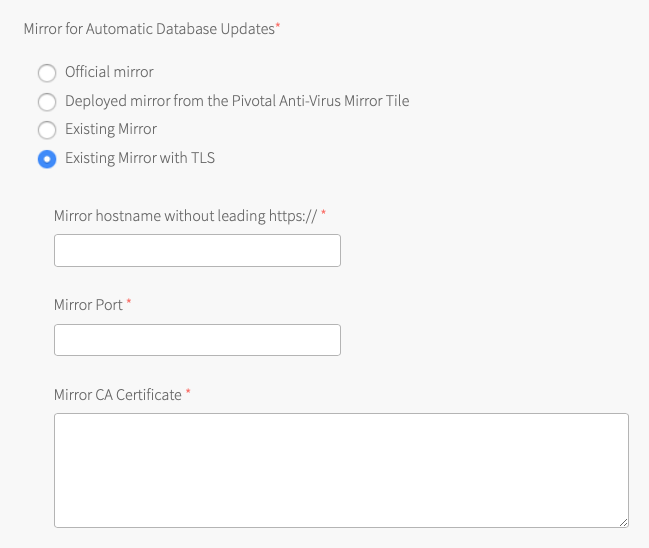 Mirror for Automatic Database Updates*
Official mirror
Deployed mirror from the Pivotal Anti-Virus Mirror Tile
Existing Mirror
Existing Mirror with TLS
Mirror hostname without leading https:// *
Mirror Port *
Mirror CA Certificate *